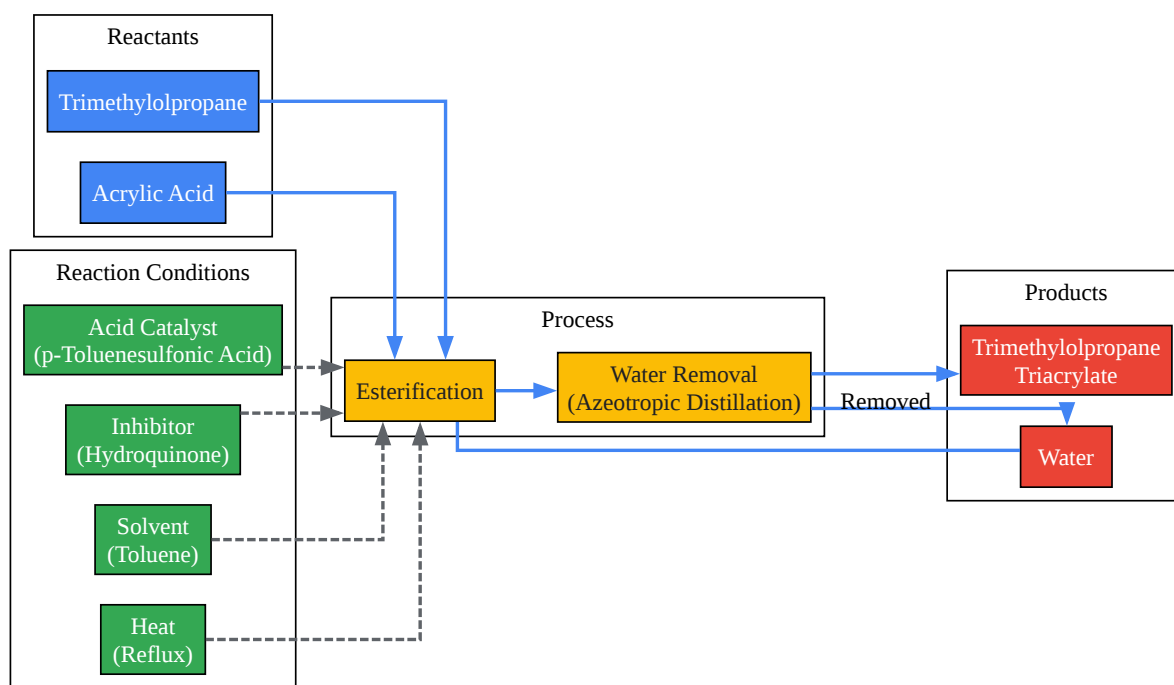 Reactants
Trimethylolpropane
Acrylic Acid
Reaction Conditions
Acid Catalyst
(p-Toluenesulfonic Acid)
Inhibitor
(Hydroquinone)
Solvent
(Toluene)
Heat
(Reflux)
Process
Esterification
Water Removal
(Azeotropic Distillation)
Removed
Products
Trimethylolpropane
Triacrylate
Water